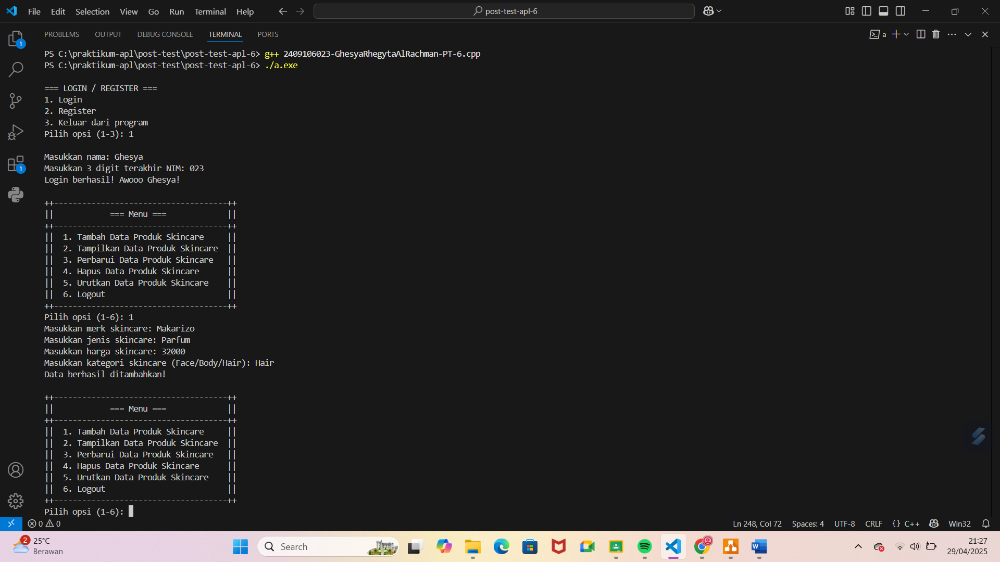 File Edit Selection View Go Run Terminal Help
post-test-apl-6
PROBLEMS OUTPUT DEBUG CONSOLE TERMINAL PORTS
a
PS C:\praktikum-apl\post-test\post-test-apl-6> g++ 2409106023-GhesyaRhegytaAlRachman-PT-6.cpp
PS C:\praktikum-apl\post-test\post-test-apl-6> ./a.exe
=== LOGIN / REGISTER ===
1. Login
2. Register
3. Keluar dari program
Pilih opsi (1-3): 1
Masukkan nama: Ghesya
Masukkan 3 digit terakhir NIM: 023
Login berhasil! Awooo Ghesya!
++-------------------------------------++
||            === Menu ===             ||
++-------------------------------------++
||  1. Tambah Data Produk Skincare     ||
||  2. Tampilkan Data Produk Skincare  ||
||  3. Perbarui Data Produk Skincare   ||
||  4. Hapus Data Produk Skincare      ||
||  5. Urutkan Data Produk Skincare    ||
||  6. Logout                          ||
++-------------------------------------++
Pilih opsi (1-6): 1
Masukkan merk skincare: Makarizo
Masukkan jenis skincare: Parfum
Masukkan harga skincare: 32000
Masukkan kategori skincare (Face/Body/Hair): Hair
Data berhasil ditambahkan!
++-------------------------------------++
||            === Menu ===             ||
++-------------------------------------++
||  1. Tambah Data Produk Skincare     ||
||  2. Tampilkan Data Produk Skincare  ||
||  3. Perbarui Data Produk Skincare   ||
||  4. Hapus Data Produk Skincare      ||
||  5. Urutkan Data Produk Skincare    ||
||  6. Logout                          ||
++-------------------------------------++
Pilih opsi (1-6):
1
1
0 0 Ln 248, Col 72 Spaces: 4 UTF-8 CRLF {} C++ Win32
2
25°C
Berawan
Search
21:27
29/04/2025